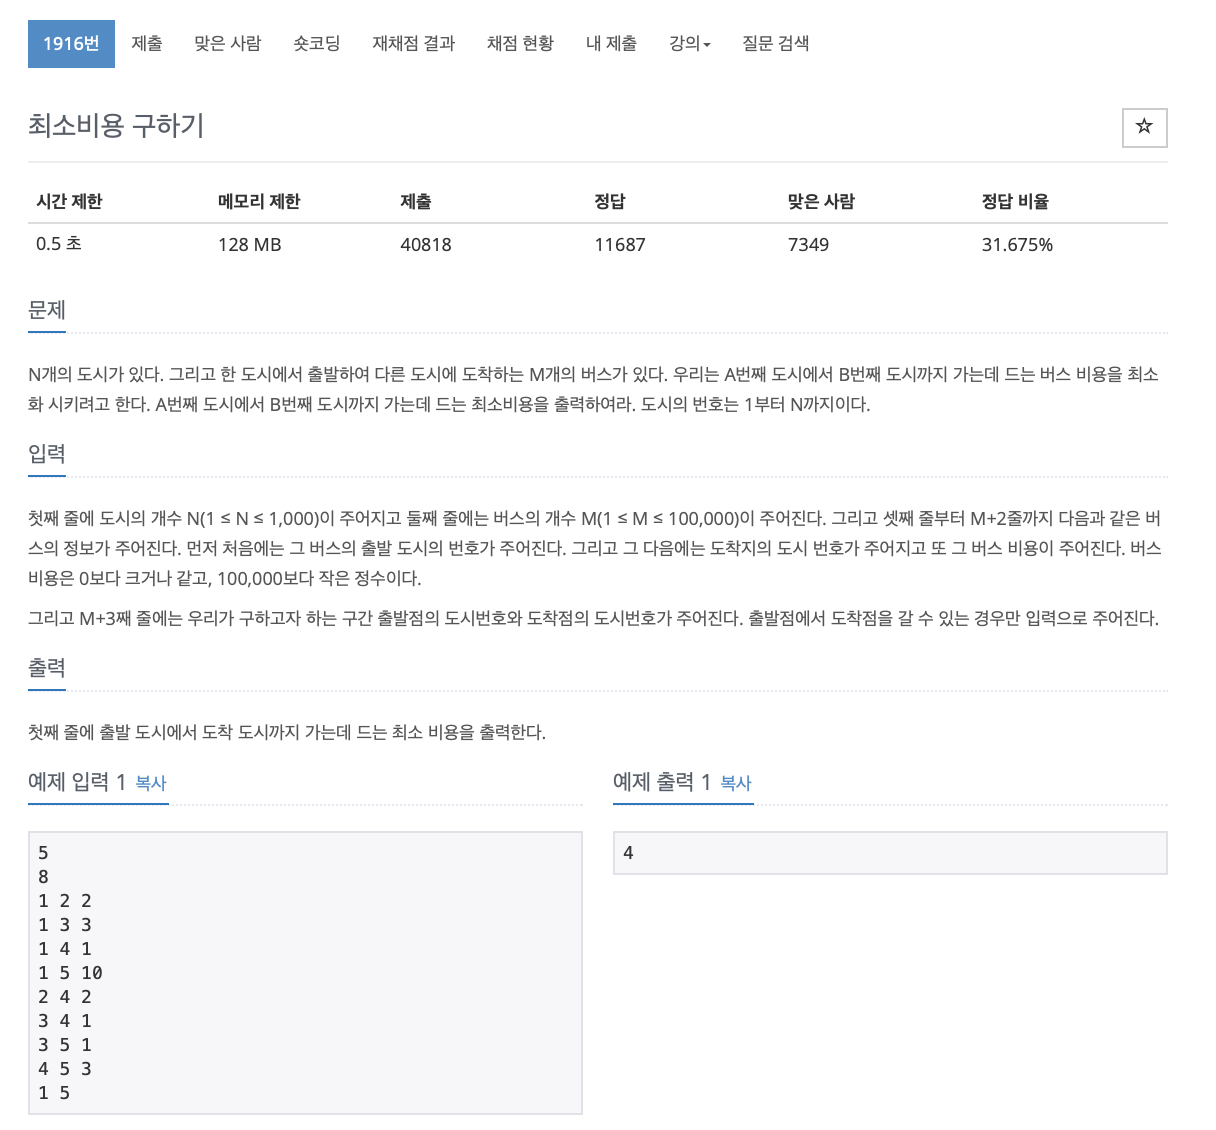 1916번 제출 맞은 사람 숏코딩 재채점 결과 채점 현황 내 제출 강의 질문 검색
최소비용 구하기
☆
시간 제한 메모리 제한 제출 정답 맞은 사람 정답 비율
0.5 초 128 MB 40818 11687 7349 31.675%
문제
N개의 도시가 있다. 그리고 한 도시에서 출발하여 다른 도시에 도착하는 M개의 버스가 있다. 우리는 A번째 도시에서 B번째 도시까지 가는데 드는 버스 비용을 최소
화 시키려고 한다. A번째 도시에서 B번째 도시까지 가는데 드는 최소비용을 출력하여라. 도시의 번호는 1부터 N까지이다.
입력
첫째 줄에 도시의 개수 N(1 ≤ N ≤ 1,000)이 주어지고 둘째 줄에는 버스의 개수 M(1 ≤ M ≤ 100,000)이 주어진다. 그리고 셋째 줄부터 M+2줄까지 다음과 같은 버
스의 정보가 주어진다. 먼저 처음에는 그 버스의 출발 도시의 번호가 주어진다. 그리고 그 다음에는 도착지의 도시 번호가 주어지고 또 그 버스 비용이 주어진다. 버스
비용은 0보다 크거나 같고, 100,000보다 작은 정수이다.
그리고 M+3째 줄에는 우리가 구하고자 하는 구간 출발점의 도시번호와 도착점의 도시번호가 주어진다. 출발점에서 도착점을 갈 수 있는 경우만 입력으로 주어진다.
출력
첫째 줄에 출발 도시에서 도착 도시까지 가는데 드는 최소 비용을 출력한다.
예제 입력 1 복사
5
8
1 2 2
1 3 3
1 4 1
1 5 10
2 4 2
3 4 1
3 5 1
4 5 3
1 5
예제 출력 1 복사
4